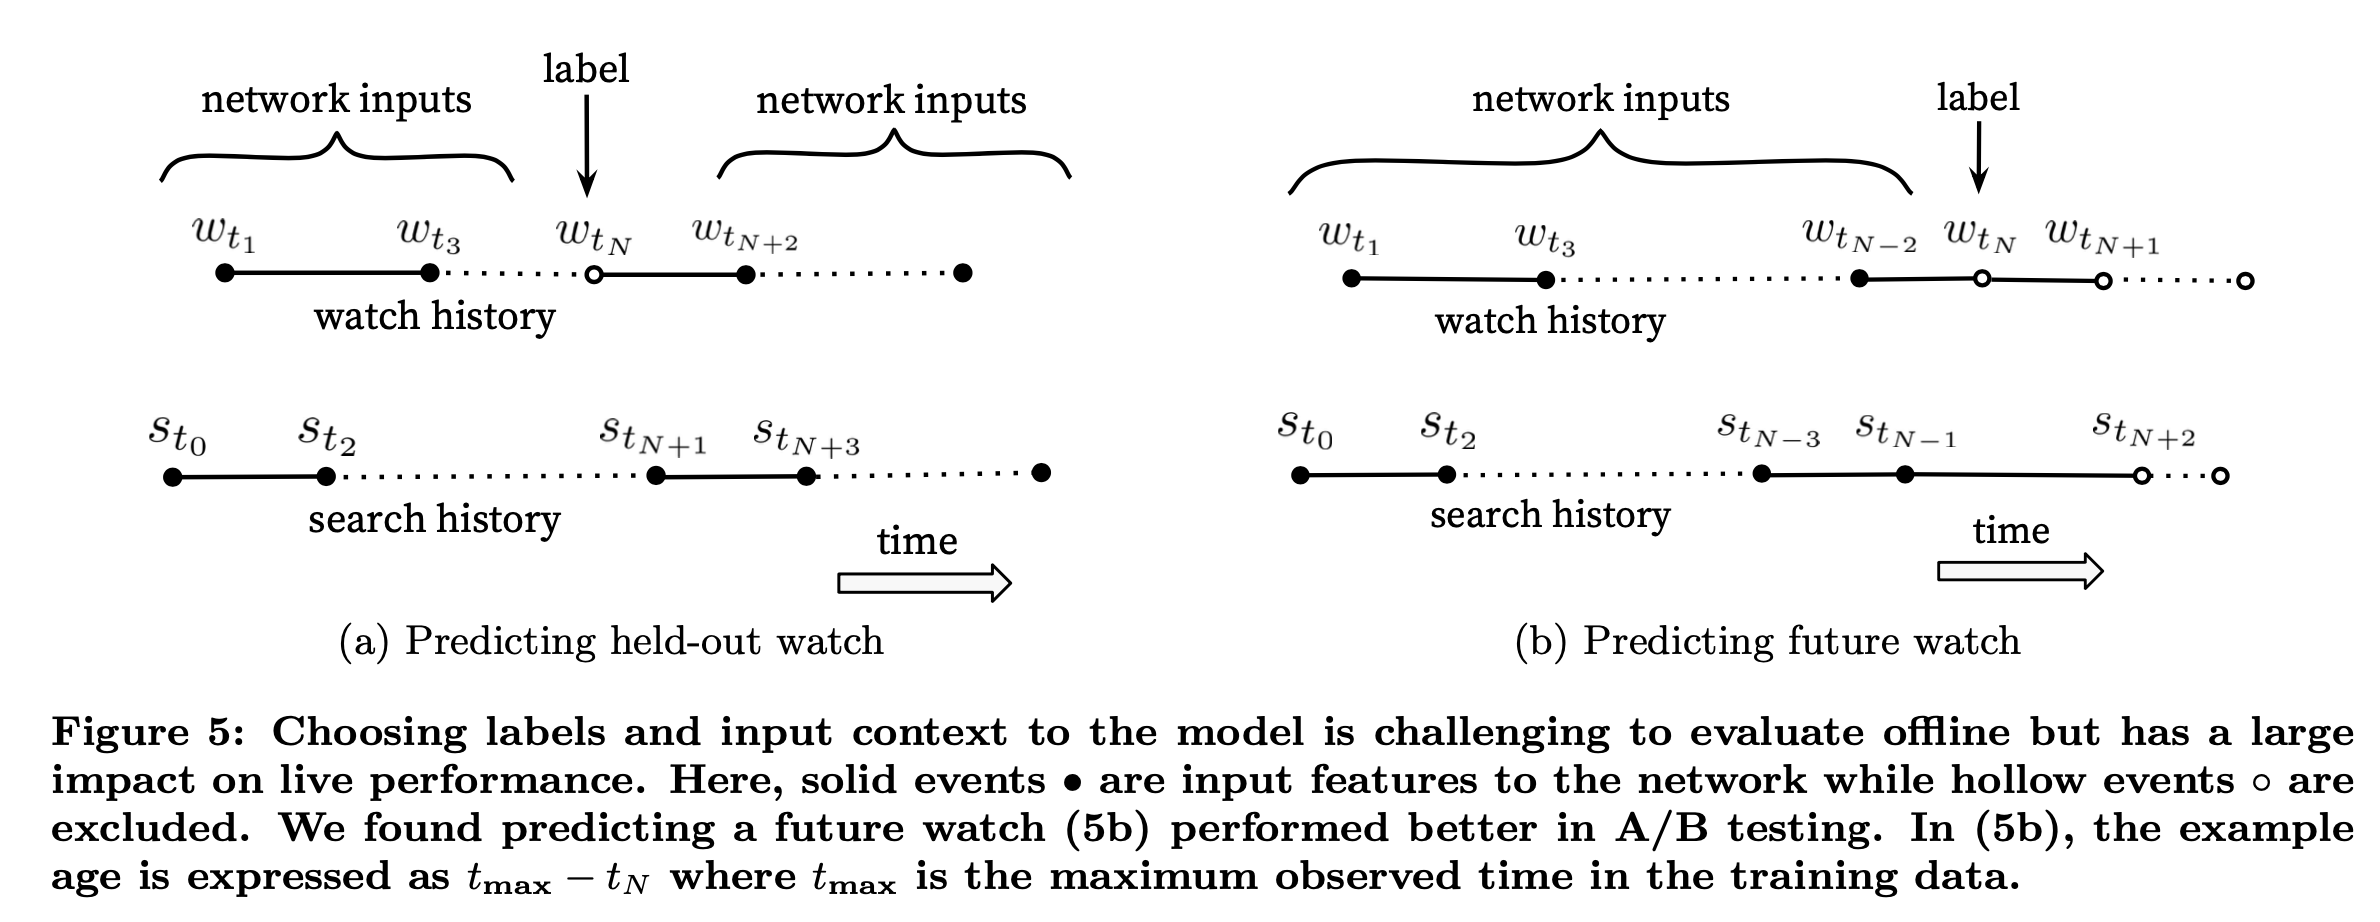 label
network inputs network inputs
w_{t_1} w_{t_3} w_{t_N} w_{t_{N+2}}
watch history
s_{t_0} s_{t_2} s_{t_{N+1}} s_{t_{N+3}}
search history
time
(a) Predicting held-out watch
network inputs label
w_{t_1} w_{t_3} w_{t_{N-2}} w_{t_N} w_{t_{N+1}}
watch history
s_{t_0} s_{t_2} s_{t_{N-3}} s_{t_{N-1}} s_{t_{N+2}}
search history
time
(b) Predicting future watch
Figure 5: Choosing labels and input context to the model is challenging to evaluate offline but has a large
impact on live performance. Here, solid events • are input features to the network while hollow events ∘ are
excluded. We found predicting a future watch (5b) performed better in A/B testing. In (5b), the example
age is expressed as t_{max} − t_N where t_{max} is the maximum observed time in the training data.